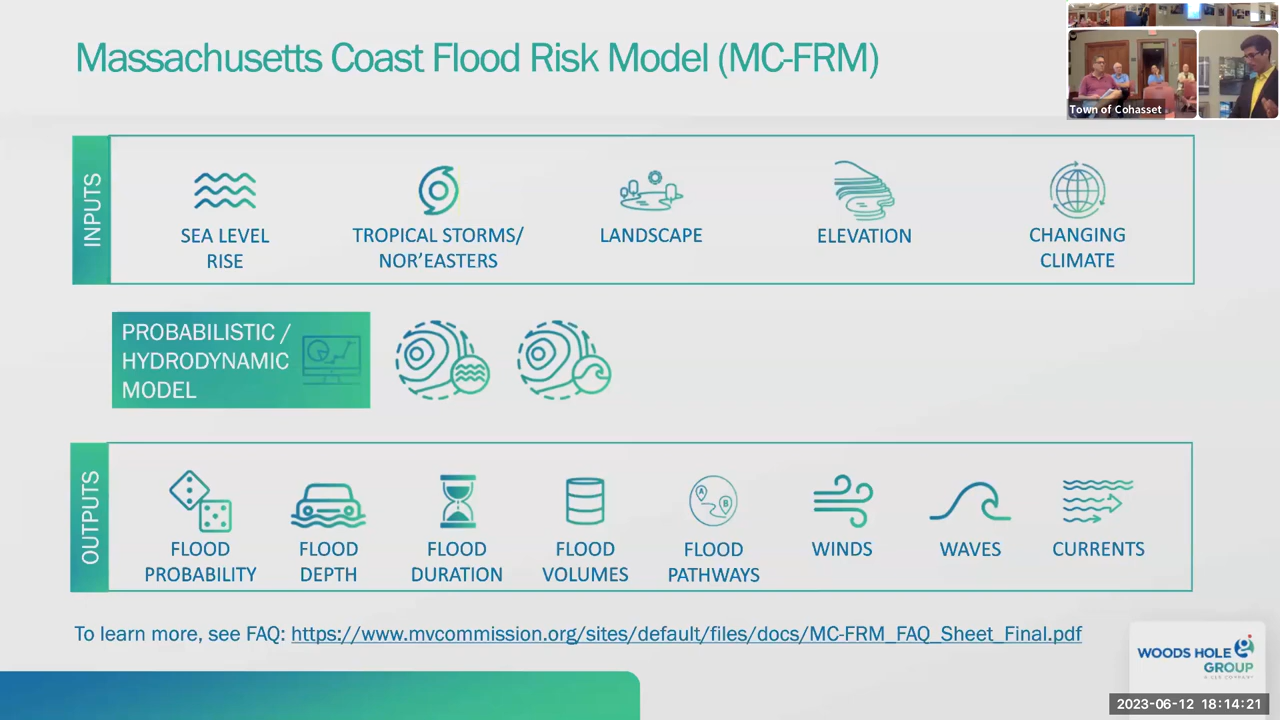 Massachusetts Coast Flood Risk Model (MC-FRM)
Town of Cohasset
INPUTS
SEA LEVEL
RISE
TROPICAL STORMS/
NOR'EASTERS
LANDSCAPE
ELEVATION
CHANGING
CLIMATE
PROBABILISTIC /
HYDRODYNAMIC
MODEL
OUTPUTS
FLOOD
PROBABILITY
FLOOD
DEPTH
FLOOD
DURATION
FLOOD
VOLUMES
A
B
FLOOD
PATHWAYS
WINDS
WAVES
CURRENTS
To learn more, see FAQ: https://www.mvcommission.org/sites/default/files/docs/MC-FRM_FAQ_Sheet_Final.pdf
WOODS HOLE
GROUP
A CLS COMPANY
2023-06-12 18:14:21